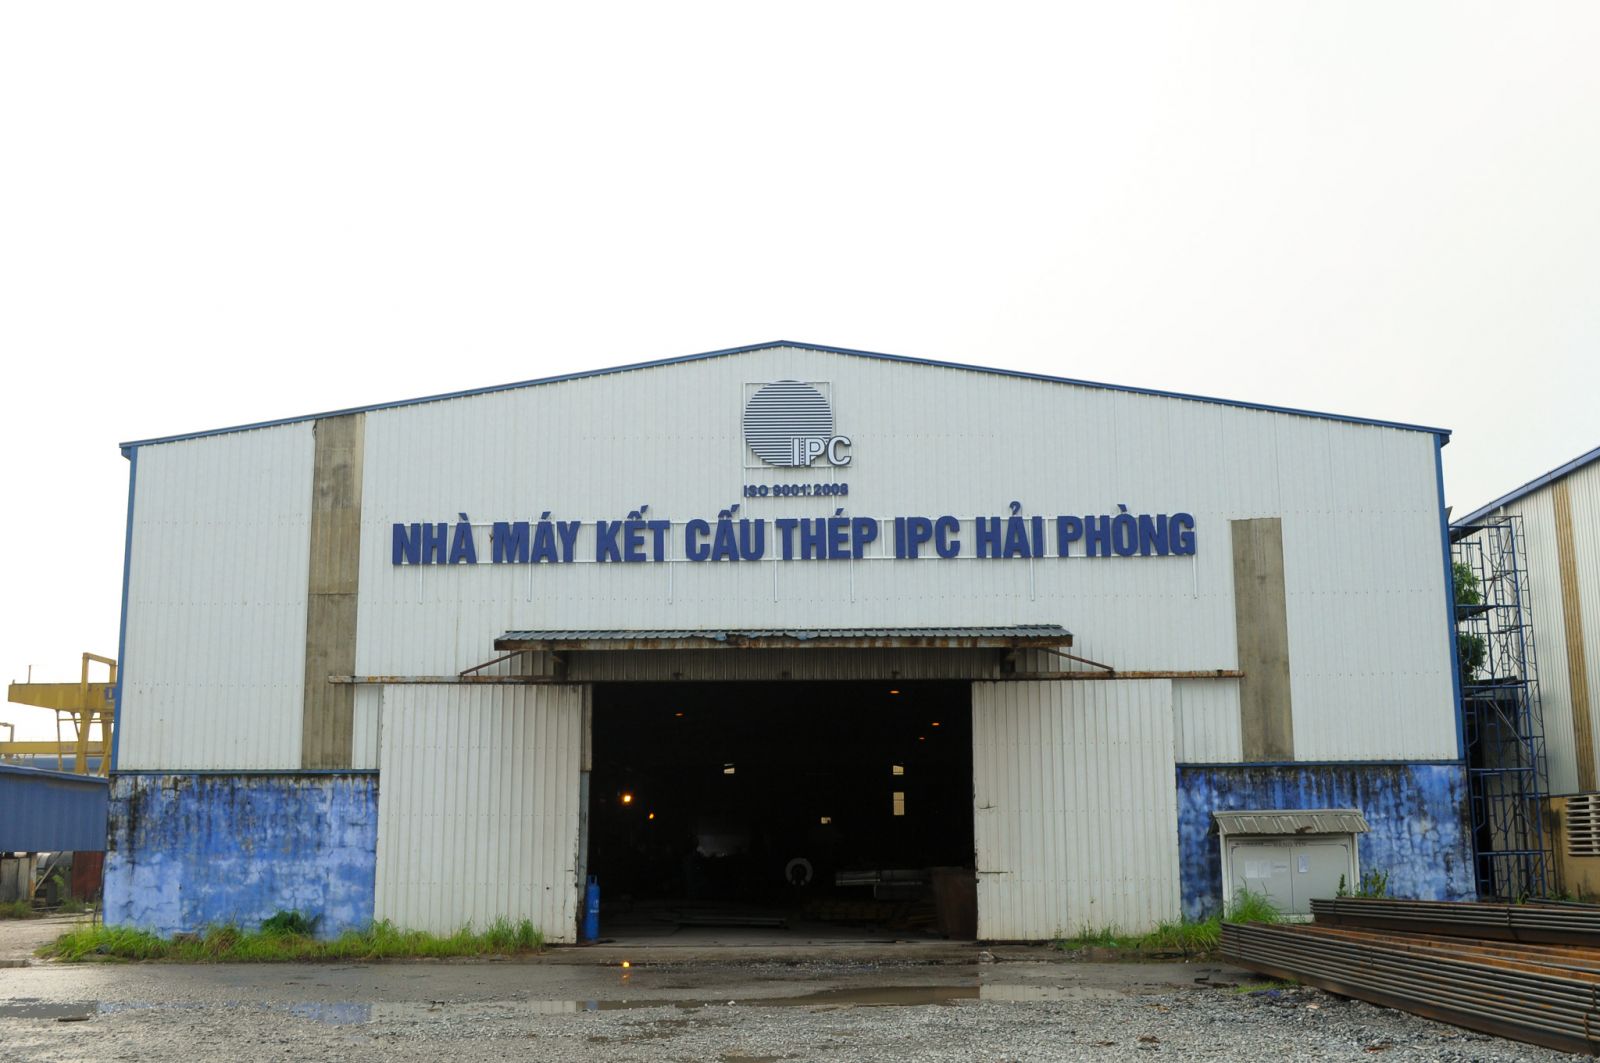 IPC
ISO 9001:2008
NHÀ MÁY KẾT CẤU THÉP IPC HẢI PHÒNG